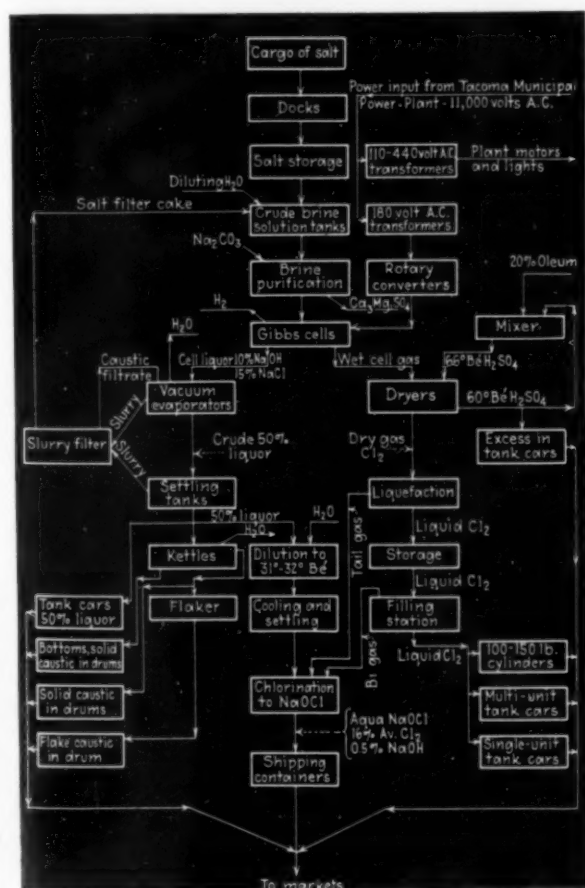 Cargo of salt
Power input from Tacoma Municipal
Power-Plant-11,000 volts A.C.
Docks
110-440 volt A.C.
transformers
Plant motors
and lights
Salt storage
Diluting H₂O
Salt filter cake
Crude brine
solution tanks
180 volt A.C.
transformers
Na₂CO₃
20% Oleum
Brine
purification
Rotary
converters
Ca, Mg, SO₄
H₂
Mixer
H₂O
Gibbs cells
Caustic
filtrate
Cell liquor 10% NaOH
15% NaCl
Wet cell gas
66° Bé H₂SO₄
Vacuum
evaporators
Dryers
60° Bé H₂SO₄
Slurry
Slurry filter
Slurry
Crude 50%
liquor
Dry gas
Cl₂
Excess in
tank cars
Settling
tanks
Liquefaction
50% liquor
H₂O
H₂O
Tail gas
Liquid Cl₂
Kettles
Dilution to
31°-32° Bé
Storage
Liquid Cl₂
Tank cars
50% liquor
Flaker
Cooling and
settling
Filling
station
Bottoms, solid
caustic in drums
Bl gas
Liquid Cl₂
100-150 lb.
cylinders
Solid caustic
in drums
Chlorination
to NaOCl
Multi-unit
tank cars
Flake caustic
in drum
Aqua NaOCl
16% Av. Cl₂
0.5% NaOH
Single-unit
tank cars
Shipping
containers
To markets